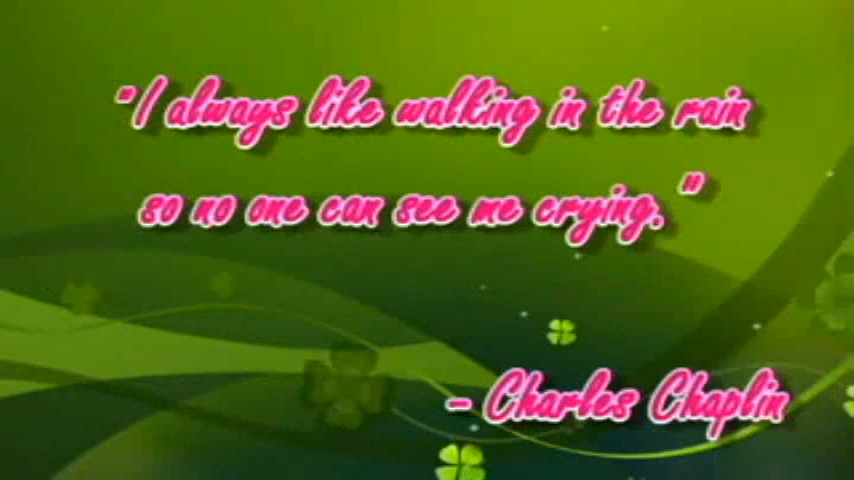 "I always like walking in the rain
so no one can see me crying."
- Charles Chaplin